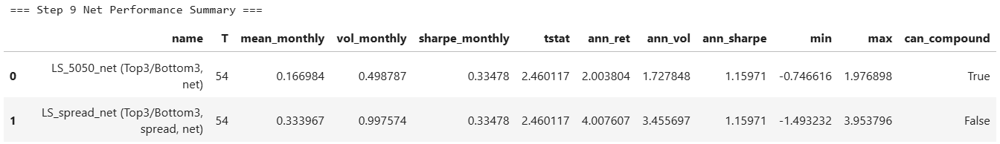 === Step 9 Net Performance Summary ===
name T mean_monthly vol_monthly sharpe_monthly tstat ann_ret ann_vol ann_sharpe min max can_compound
0 LS_5050_net (Top3/Bottom3, net) 54 0.166984 0.498787 0.33478 2.460117 2.003804 1.727848 1.15971 -0.746616 1.976898 True
1 LS_spread_net (Top3/Bottom3, spread, net) 54 0.333967 0.997574 0.33478 2.460117 4.007607 3.455697 1.15971 -1.493232 3.953796 False